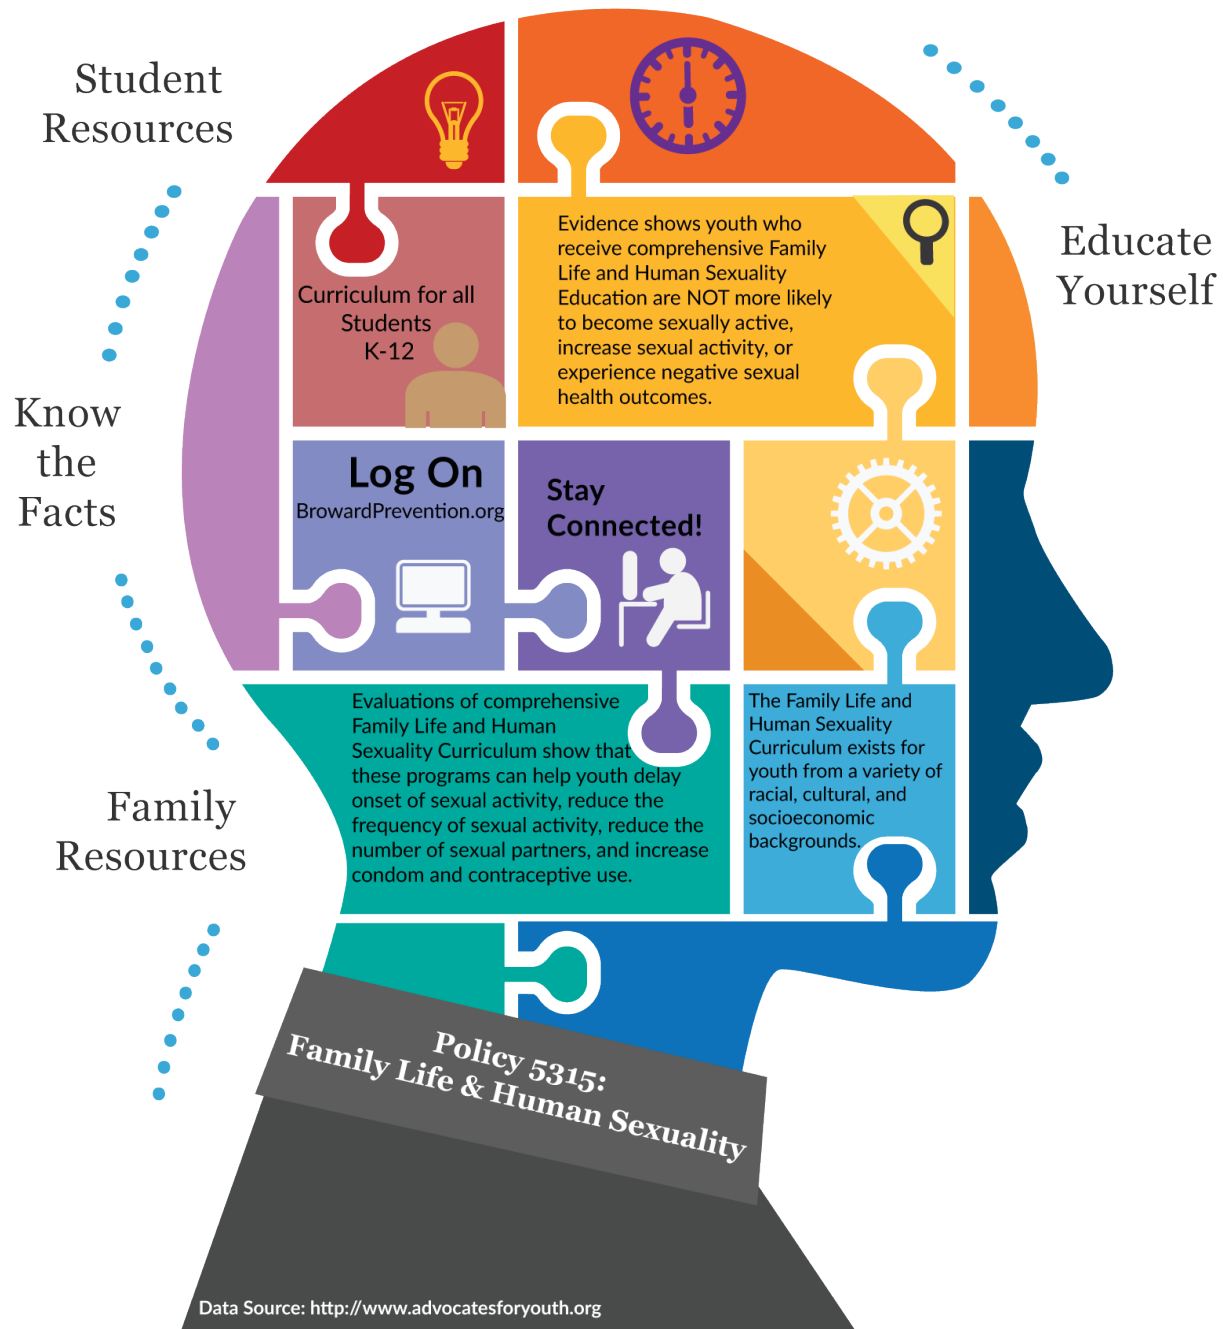 Student
Resources
Educate
Yourself
Know
the
Facts
Family
Resources
Curriculum for all
Students
K-12
Evidence shows youth who
receive comprehensive Family
Life and Human Sexuality
Education are NOT more likely
to become sexually active,
increase sexual activity, or
experience negative sexual
health outcomes.
Log On
BrowardPrevention.org
Stay
Connected!
Evaluations of comprehensive
Family Life and Human
Sexuality Curriculum show that
these programs can help youth delay
onset of sexual activity, reduce the
frequency of sexual activity, reduce the
number of sexual partners, and increase
condom and contraceptive use.
The Family Life and
Human Sexuality
Curriculum exists for
youth from a variety of
racial, cultural, and
socioeconomic
backgrounds.
Policy 5315:
Family Life & Human Sexuality
Data Source: http://www.advocatesforyouth.org